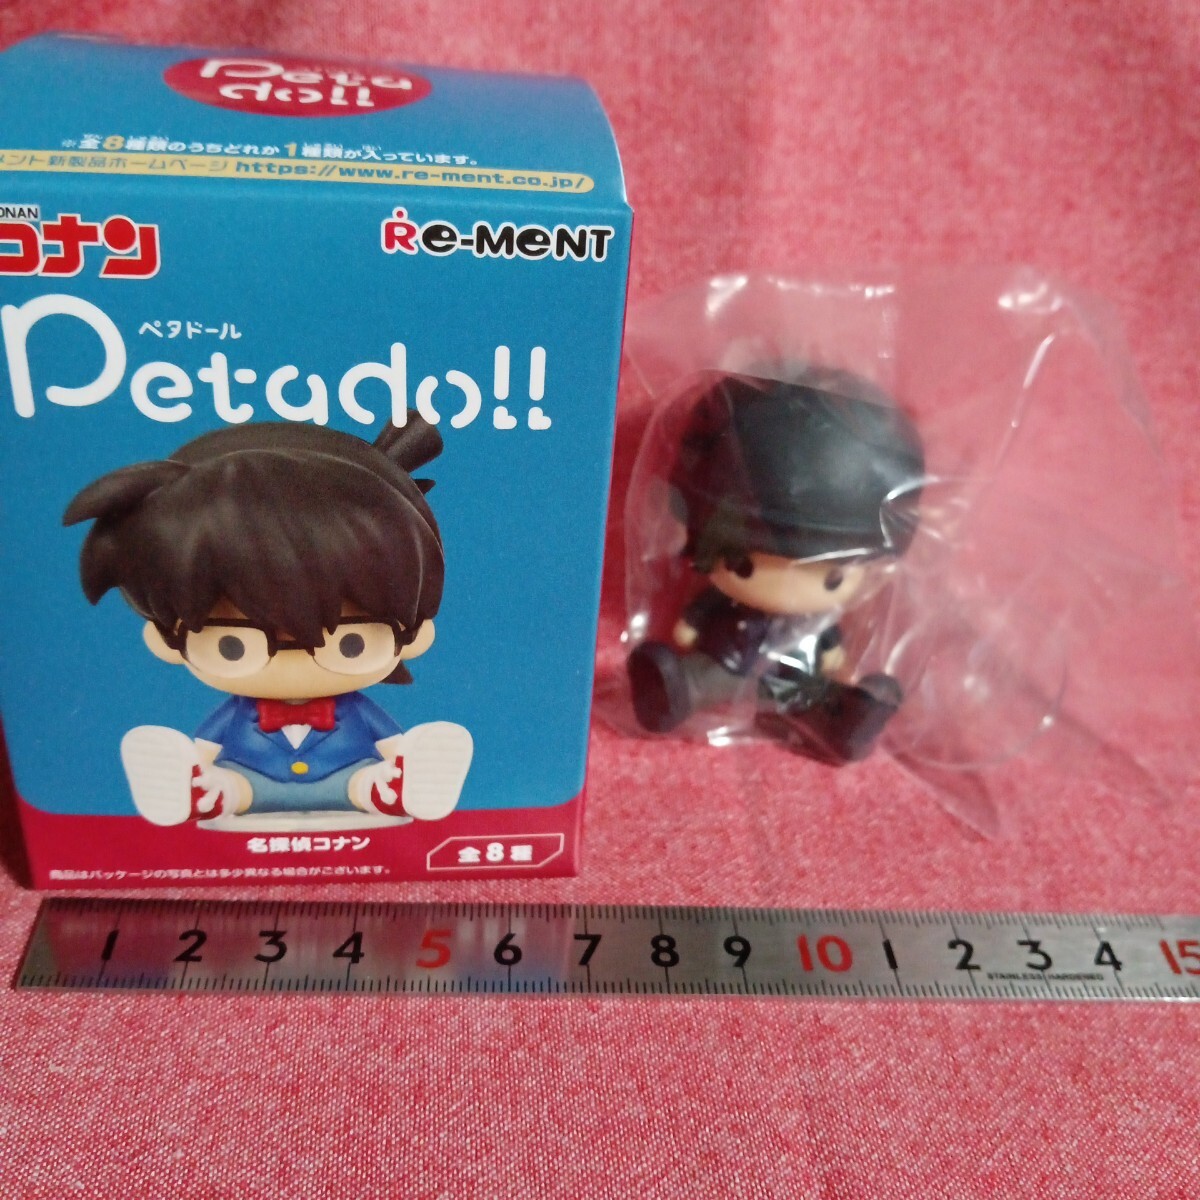 Peta
do!!
※全8種類のうちどれか1種類が入っています。
メント新製品ホームページ https://www.re-ment.co.jp/
CONAN
コナン
Re-MeNT
ペタドール
Petado!!
名探偵コナン
全8種
商品はパッケージの写真とは多少異なる場合がございます。
1 2 3 4 5 6 7 8 9 10 1 2 3 4 15
STAINLESS HARDENED